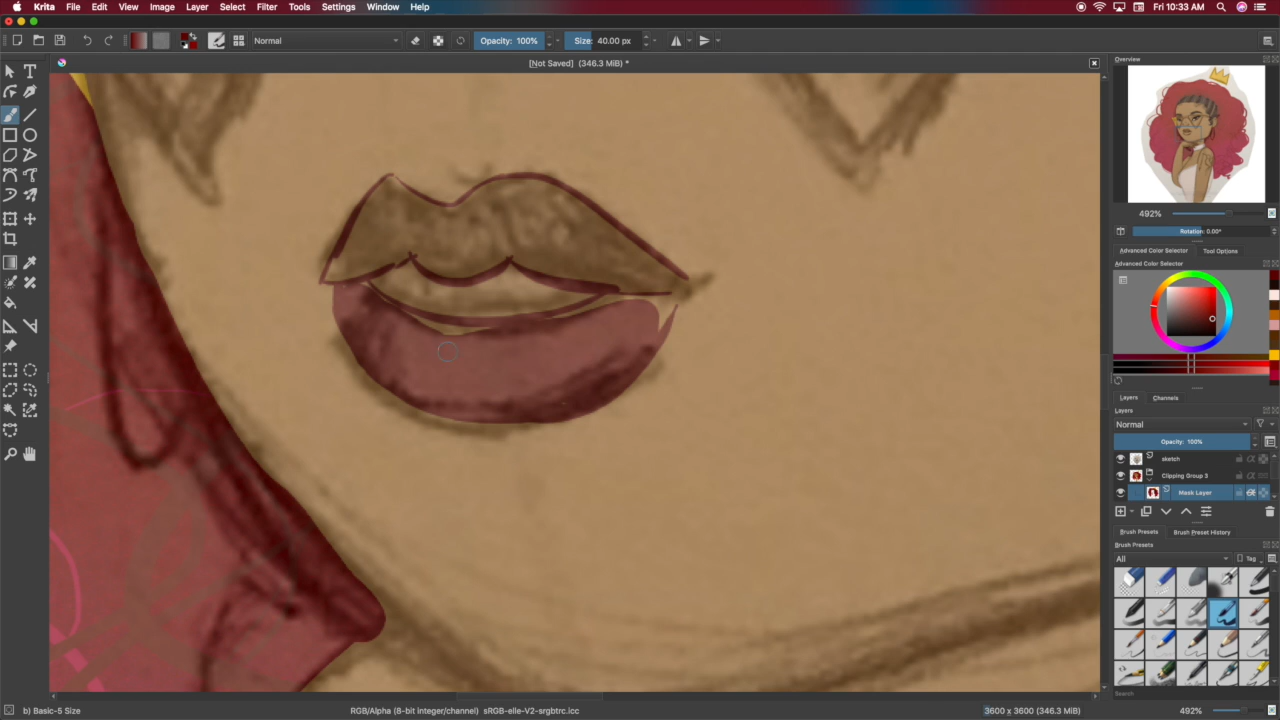 Krita File Edit View Image Layer Select Filter Tools Settings Window Help Fri 10:33 AM
Normal Opacity: 100% Size: 40.00 px
[Not Saved] (346.3 MiB) *
Overview
492%
Rotation: 0.00°
Advanced Color Selector Tool Options
Advanced Color Selector
Layers Channels
Layers
Normal
Opacity: 100%
sketch
Clipping Group 3
Mask Layer
Brush Presets Brush Preset History
Brush Presets
All Tag
Search
b) Basic-5 Size RGB/Alpha (8-bit integer/channel) sRGB-elle-V2-srgbtrc.icc 3600 x 3600 (346.3 MiB) 492%